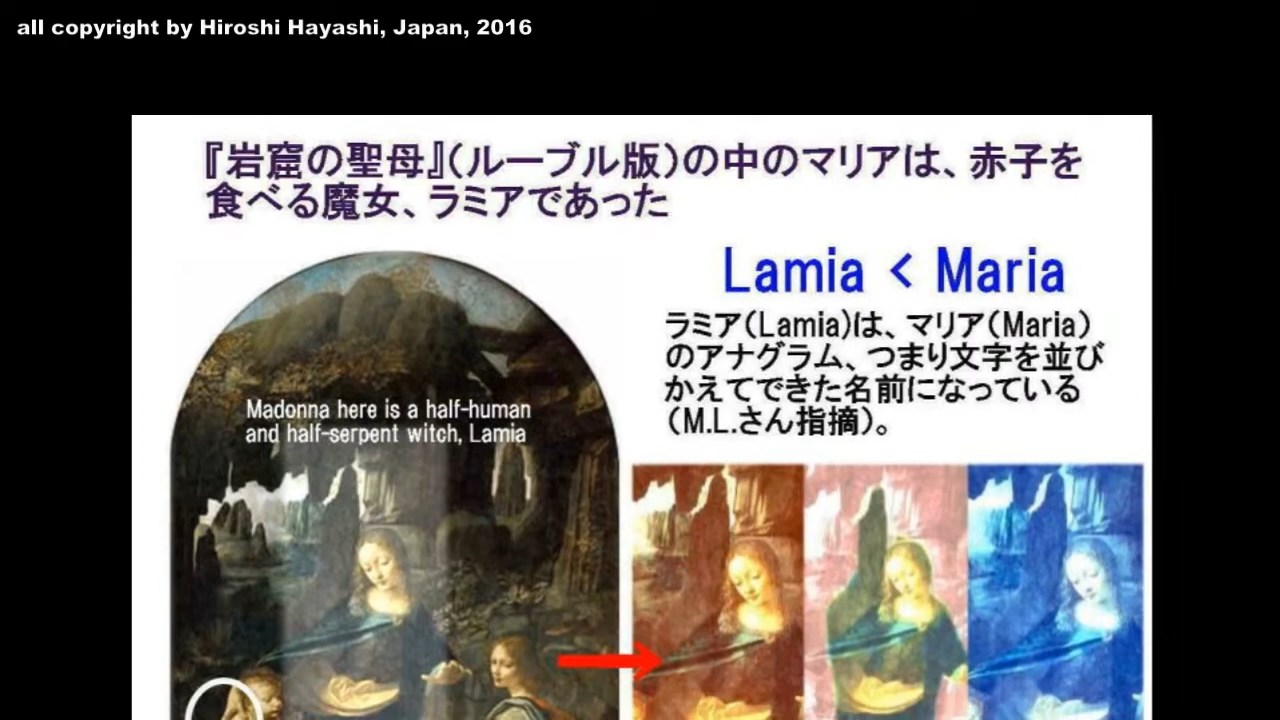 all copyright by Hiroshi Hayashi, Japan, 2016
『岩窟の聖母』(ルーブル版)の中のマリアは、赤子を
食べる魔女、ラミアであった
Lamia < Maria
ラミア(Lamia)は、マリア(Maria)
のアナグラム、つまり文字を並び
かえてできた名前になっている
(M.L.さん指摘)。
Madonna here is a half-human
and half-serpent witch, Lamia